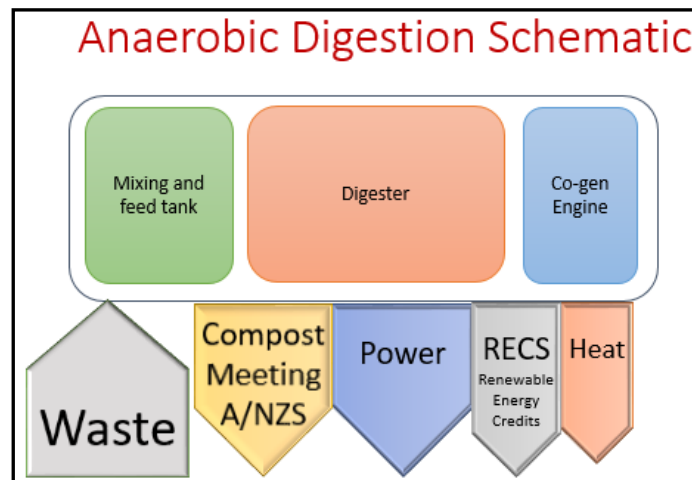 Anaerobic Digestion Schematic
Mixing and
feed tank
Digester
Co-gen
Engine
Waste
Compost
Meeting
A/NZS
Power
RECS
Renewable
Energy
Credits
Heat